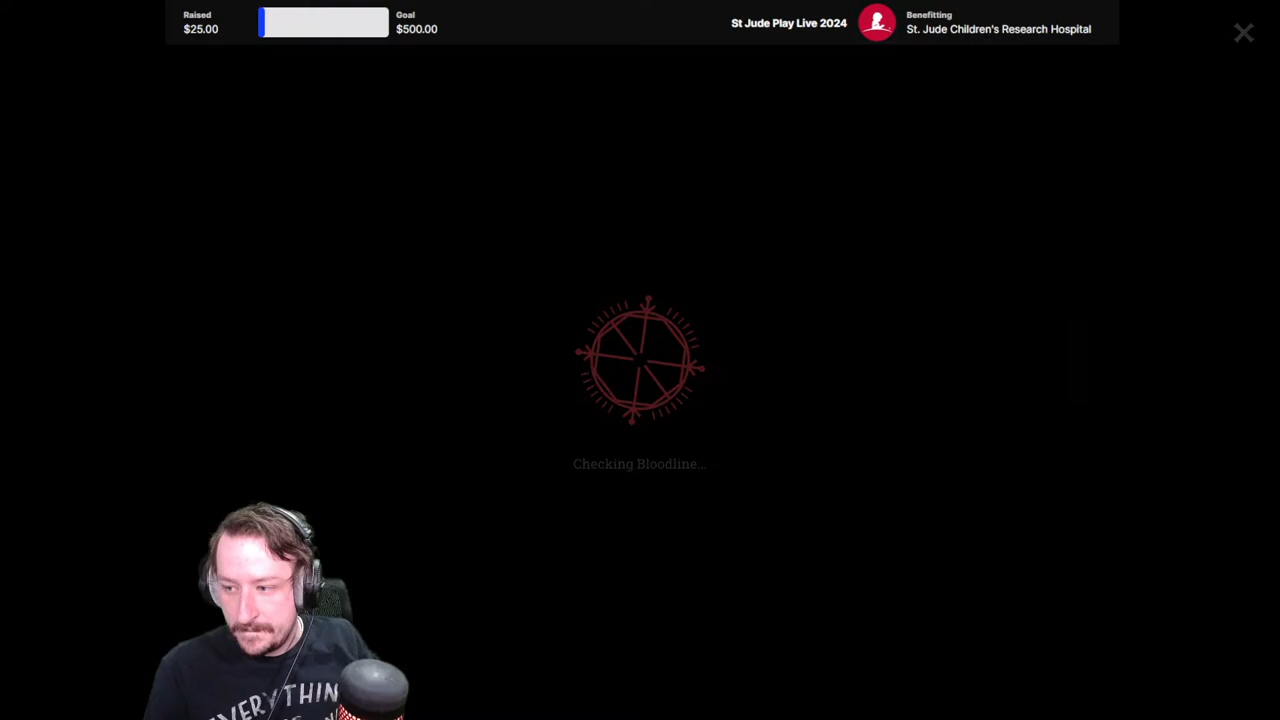 Raised
$25.00
Goal
$500.00
St Jude Play Live 2024
Benefitting
St. Jude Children's Research Hospital
Checking Bloodline...
EVERYTHIN